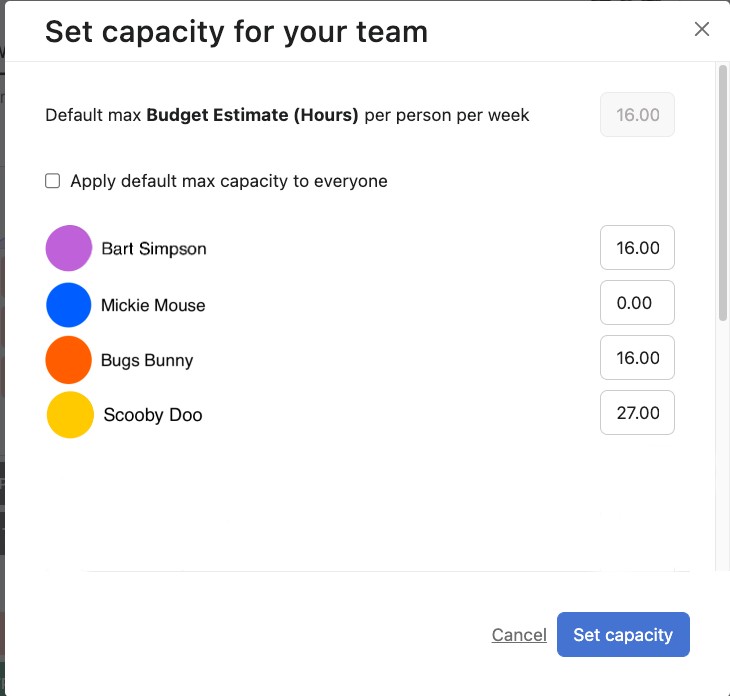 Set capacity for your team
Default max Budget Estimate (Hours) per person per week
16.00
Apply default max capacity to everyone
Bart Simpson
16.00
Mickie Mouse
0.00
Bugs Bunny
16.00
Scooby Doo
27.00
Cancel
Set capacity